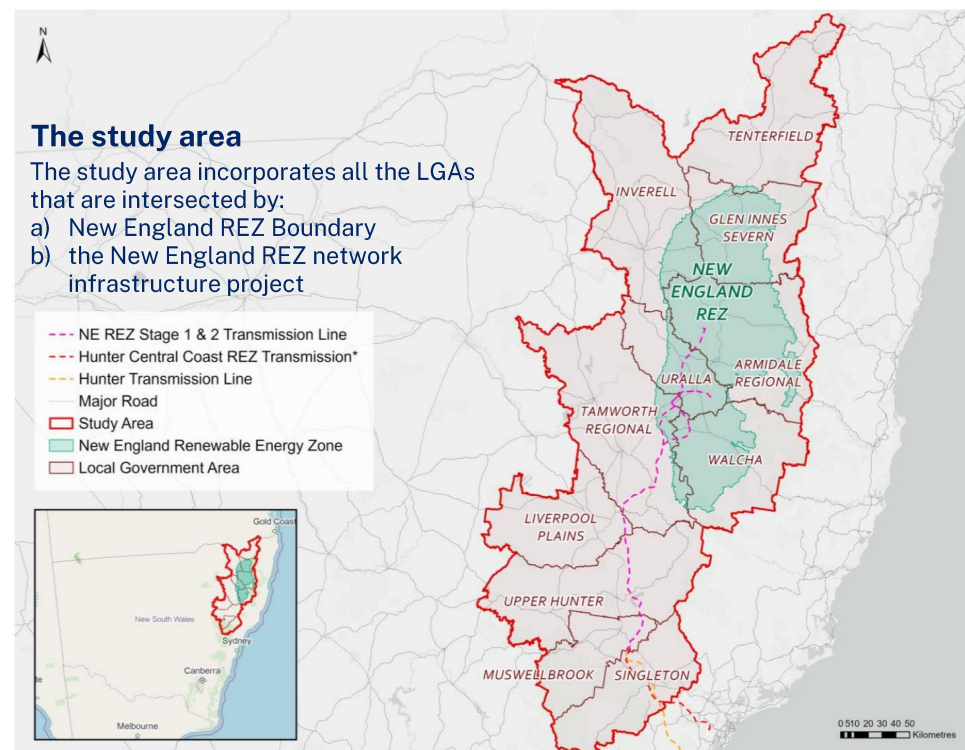 N
The study area
The study area incorporates all the LGAs
that are intersected by:
a) New England REZ Boundary
b) the New England REZ network
infrastructure project
NE REZ Stage 1 & 2 Transmission Line
Hunter Central Coast REZ Transmission*
Hunter Transmission Line
Major Road
Study Area
New England Renewable Energy Zone
Local Government Area
TENTERFIELD
INVERELL
GLEN INNES
SEVERN
NEW
ENGLAND
REZ
ARMIDALE
REGIONAL
URALLA
TAMWORTH
REGIONAL
WALCHA
LIVERPOOL
PLAINS
UPPER HUNTER
MUSWELLBROOK
SINGLETON
Gold Coast
New South Wales
Sydney
Canberra
Melbourne
0 5 10 20 30 40 50
Kilometres